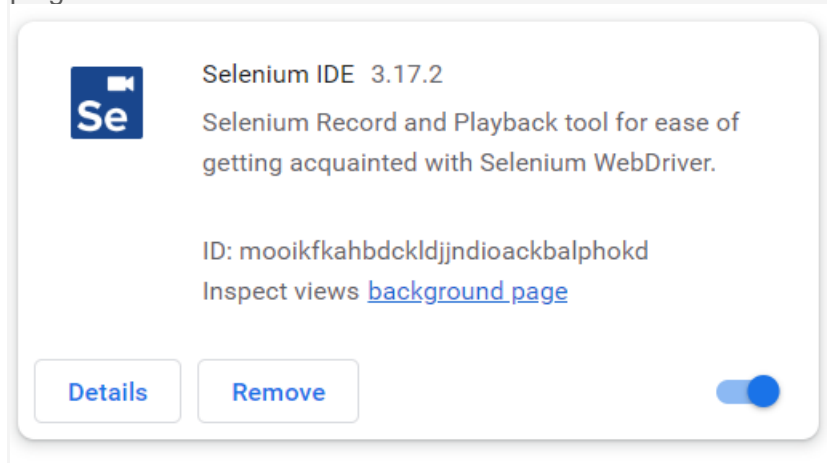 Se
Selenium IDE 3.17.2
Selenium Record and Playback tool for ease of
getting acquainted with Selenium WebDriver.
ID: mooikfkahbdckldjjndioackbalphokd
Inspect views background page
Details
Remove